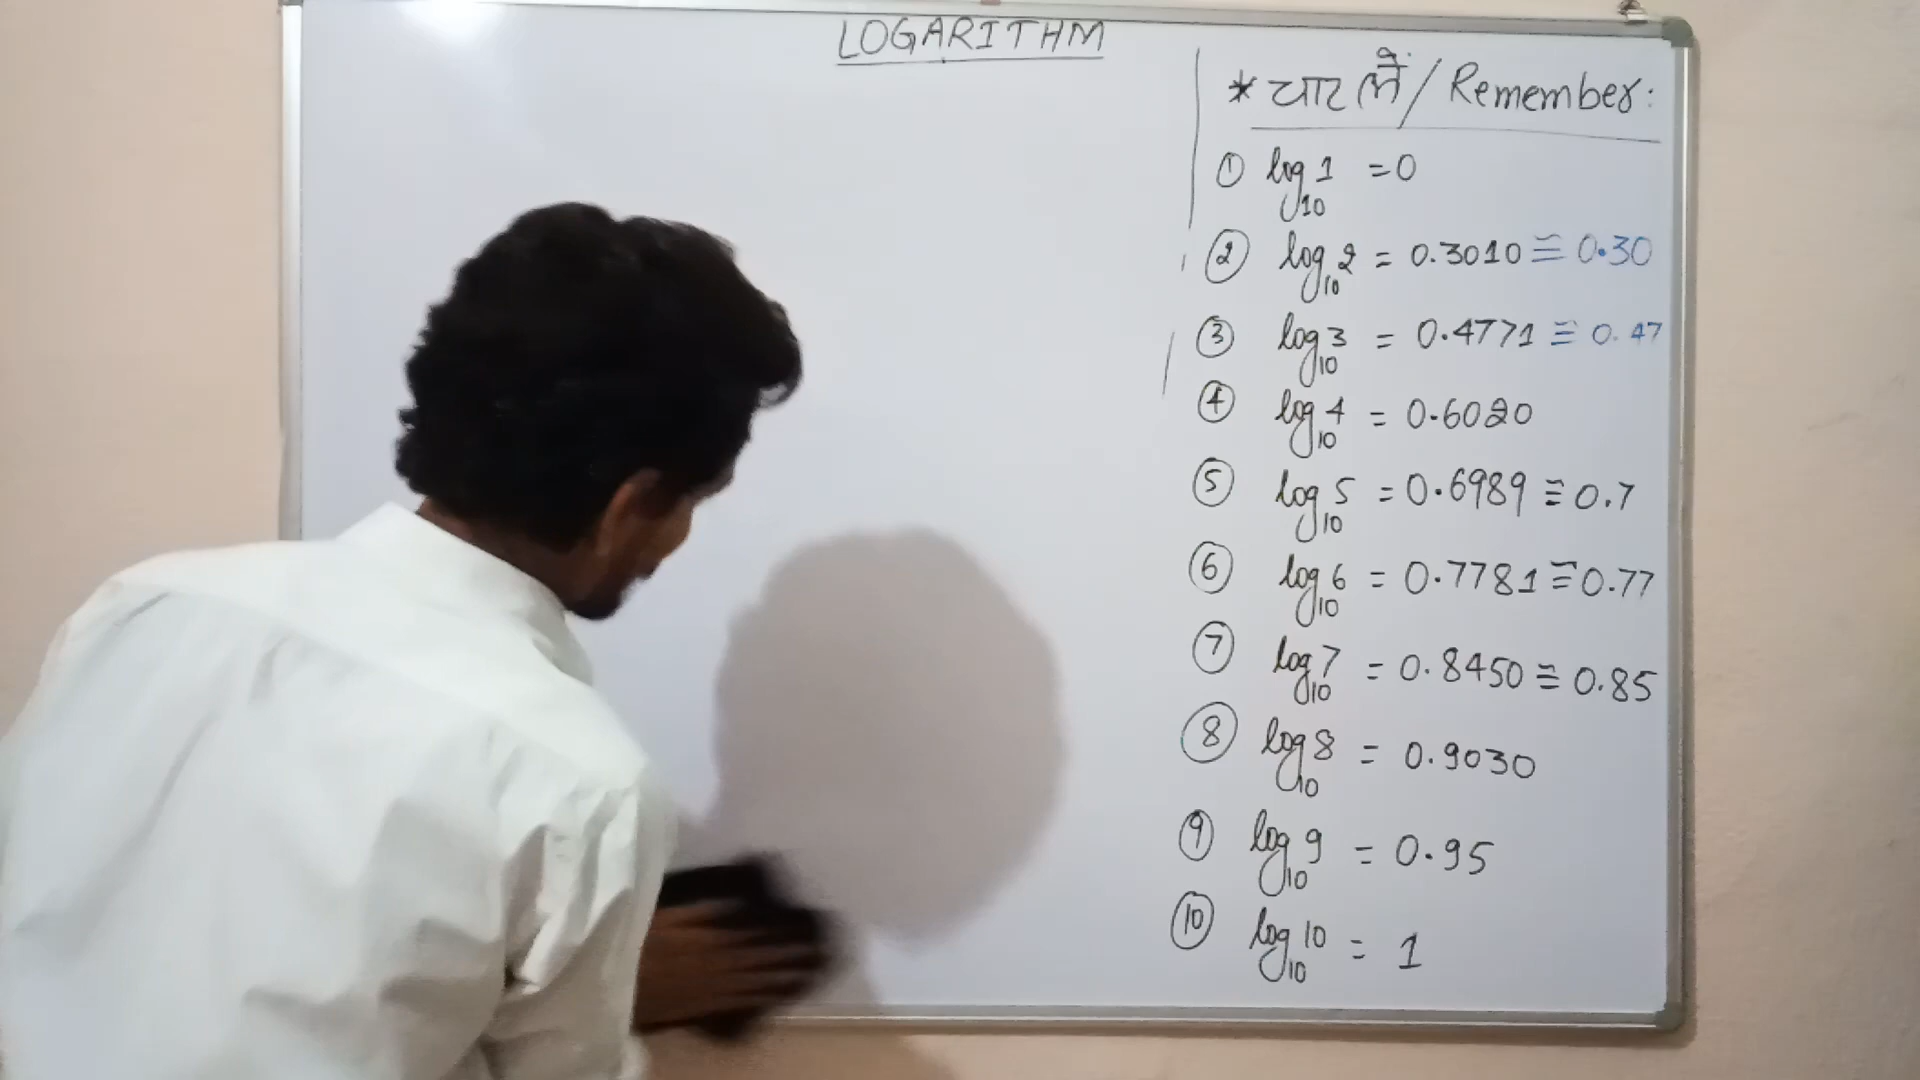 LOGARITHM
* याद लें / Remember:
① log₁₀ 1 = 0
② log₁₀ 2 = 0.3010 ≅ 0.30
③ log₁₀ 3 = 0.4771 ≅ 0.47
④ log₁₀ 4 = 0.6020
⑤ log₁₀ 5 = 0.6989 ≅ 0.7
⑥ log₁₀ 6 = 0.7781 ≅ 0.77
⑦ log₁₀ 7 = 0.8450 ≅ 0.85
⑧ log₁₀ 8 = 0.9030
⑨ log₁₀ 9 = 0.95
⑩ log₁₀ 10 = 1